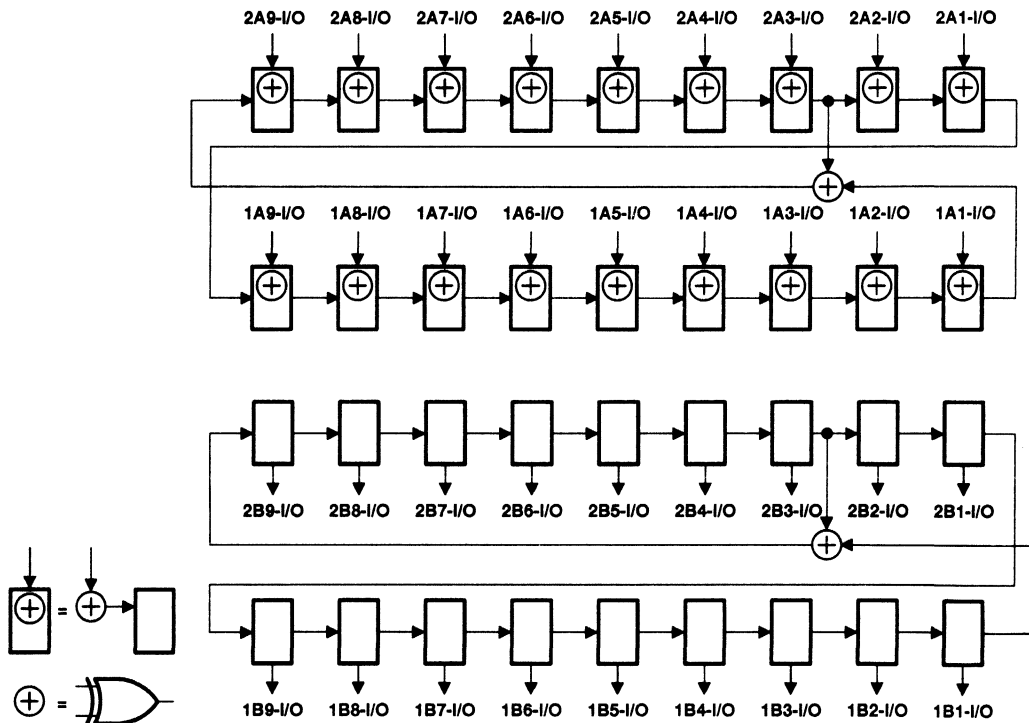 2A9-I/O 2A8-I/O 2A7-I/O 2A6-I/O 2A5-I/O 2A4-I/O 2A3-I/O 2A2-I/O 2A1-I/O
1A9-I/O 1A8-I/O 1A7-I/O 1A6-I/O 1A5-I/O 1A4-I/O 1A3-I/O 1A2-I/O 1A1-I/O
2B9-I/O 2B8-I/O 2B7-I/O 2B6-I/O 2B5-I/O 2B4-I/O 2B3-I/O 2B2-I/O 2B1-I/O
=
=
1B9-I/O 1B8-I/O 1B7-I/O 1B6-I/O 1B5-I/O 1B4-I/O 1B3-I/O 1B2-I/O 1B1-I/O